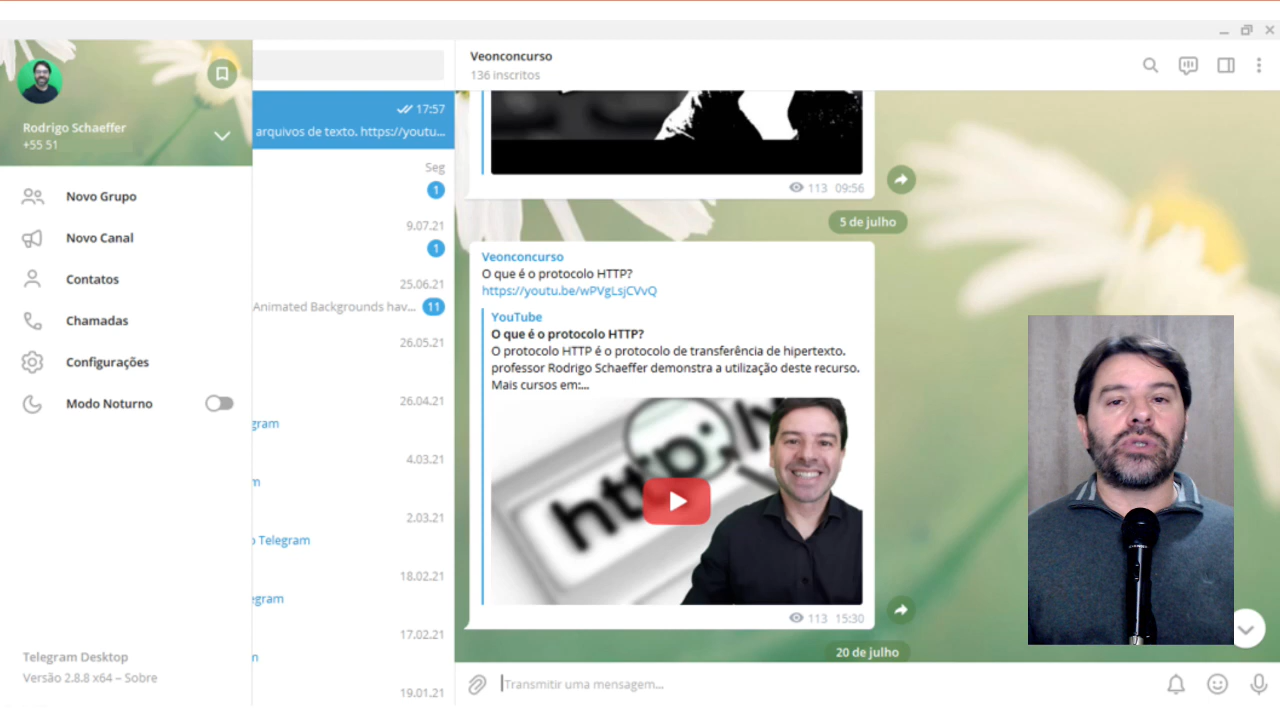 Rodrigo Schaeffer
+55 51
Novo Grupo
Novo Canal
Contatos
Chamadas
Configurações
Modo Noturno
Telegram Desktop
Versão 2.8.8 x64 – Sobre
17:57
arquivos de texto. https://youtu...
Seg
1
9.07.21
1
25.06.21
Animated Backgrounds hav... 11
26.05.21
26.04.21
gram
4.03.21
m
2.03.21
o Telegram
18.02.21
egram
17.02.21
n
19.01.21
Veonconcurso
136 inscritos
113 09:56
5 de julho
Veonconcurso
O que é o protocolo HTTP?
https://youtu.be/wPVgLsjCVvQ
YouTube
O que é o protocolo HTTP?
O protocolo HTTP é o protocolo de transferência de hipertexto.
professor Rodrigo Schaeffer demonstra a utilização deste recurso.
Mais cursos em:...
http:
113 15:30
20 de julho
Transmitir uma mensagem...